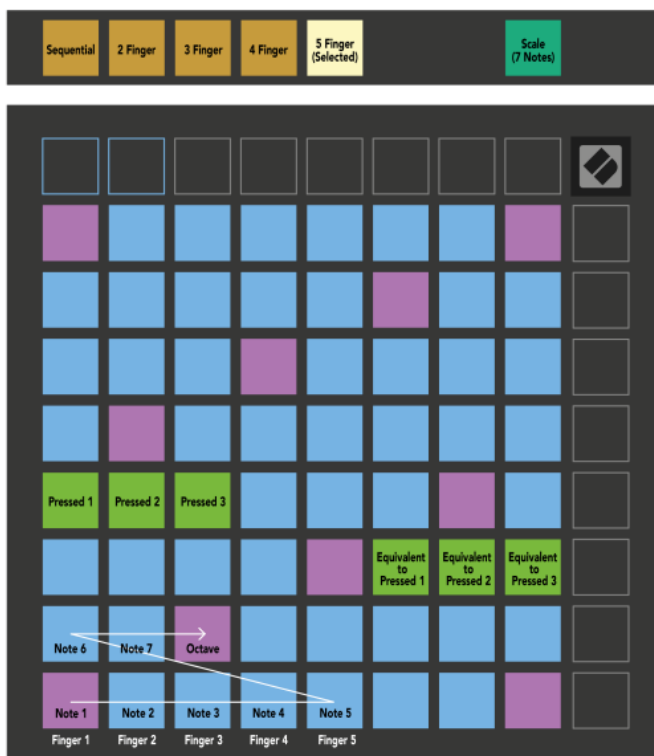 Sequential
2 Finger
3 Finger
4 Finger
5 Finger
(Selected)
Scale
(7 Notes)
Pressed 1
Pressed 2
Pressed 3
Equivalent
to
Pressed 1
Equivalent
to
Pressed 2
Equivalent
to
Pressed 3
Note 6
Note 7
Octave
Note 1
Note 2
Note 3
Note 4
Note 5
Finger 1
Finger 2
Finger 3
Finger 4
Finger 5